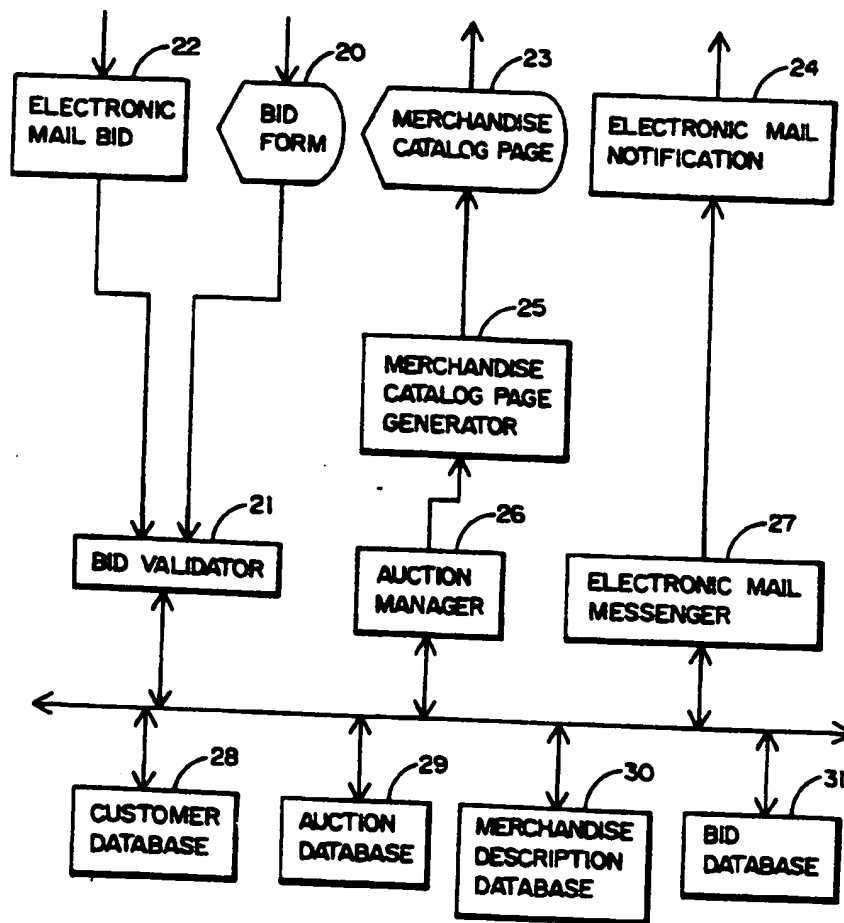 22
ELECTRONIC
MAIL BID
20
BID
FORM
23
MERCHANDISE
CATALOG PAGE
24
ELECTRONIC MAIL
NOTIFICATION
25
MERCHANDISE
CATALOG PAGE
GENERATOR
21
BID VALIDATOR
26
AUCTION
MANAGER
27
ELECTRONIC MAIL
MESSENGER
28
CUSTOMER
DATABASE
29
AUCTION
DATABASE
30
MERCHANDISE
DESCRIPTION
DATABASE
31
BID
DATABASE